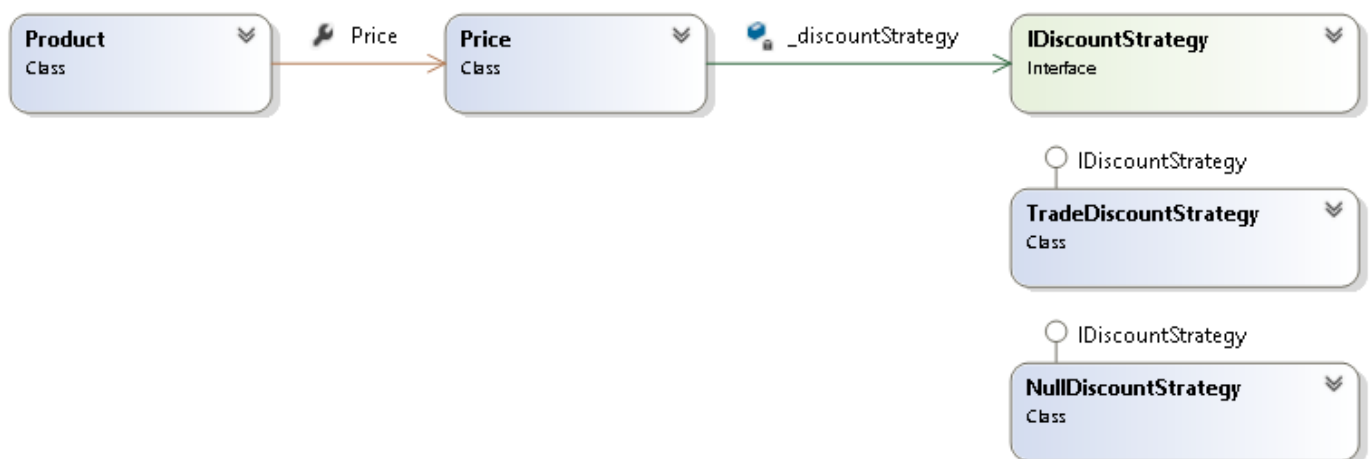 Product
Class
Price
Price
Class
_discountStrategy
IDiscountStrategy
Interface
IDiscountStrategy
TradeDiscountStrategy
Class
IDiscountStrategy
NullDiscountStrategy
Class